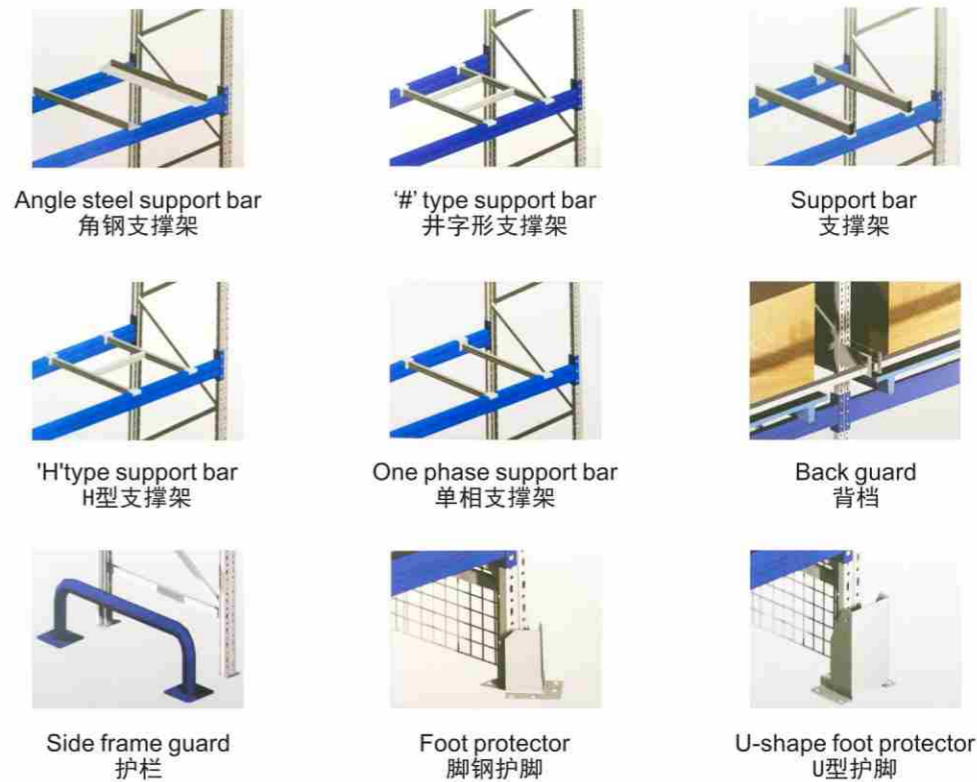 Angle steel support bar
角钢支撑架
‘#’ type support bar
井字形支撑架
Support bar
支撑架
'H'type support bar
H型支撑架
One phase support bar
单相支撑架
Back guard
背档
Side frame guard
护栏
Foot protector
脚钢护脚
U-shape foot protector
U型护脚